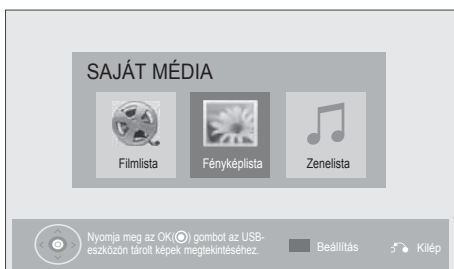 SAJÁT MÉDIA
Filmlista
Fényképlista
Zenelista
Nyomja meg az OK(◉) gombot az USB-
eszközön tárolt képek megtekintéséhez.
Beállítás
Kilép